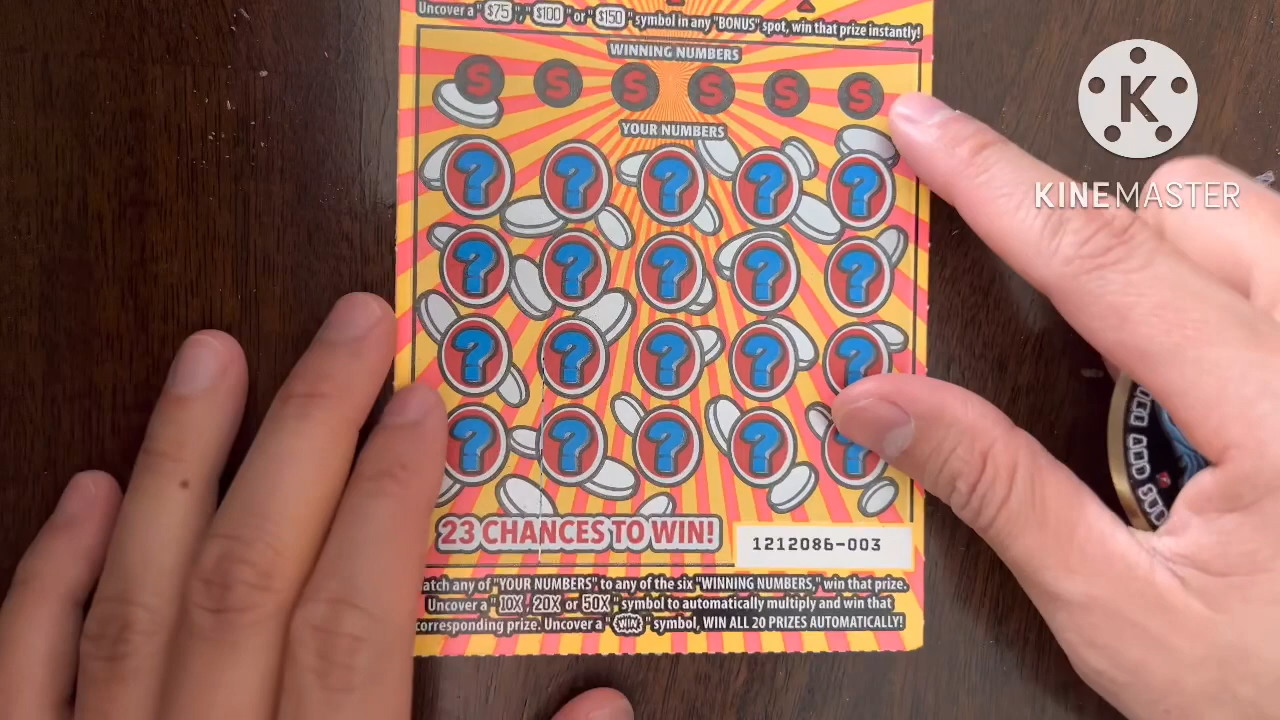 Uncover a "$75", "$100" or "$150" symbol in any "BONUS" spot, win that prize instantly!
WINNING NUMBERS
S S S S S S
YOUR NUMBERS
? ? ? ? ?
? ? ? ? ?
? ? ? ? ?
? ? ? ? ?
23 CHANCES TO WIN!
1212086-003
atch any of "YOUR NUMBERS" to any of the six "WINNING NUMBERS," win that prize.
Uncover a "10X", "20X or 50X" symbol to automatically multiply and win that
corresponding prize. Uncover a "WIN" symbol, WIN ALL 20 PRIZES AUTOMATICALLY!
K
KINEMASTER